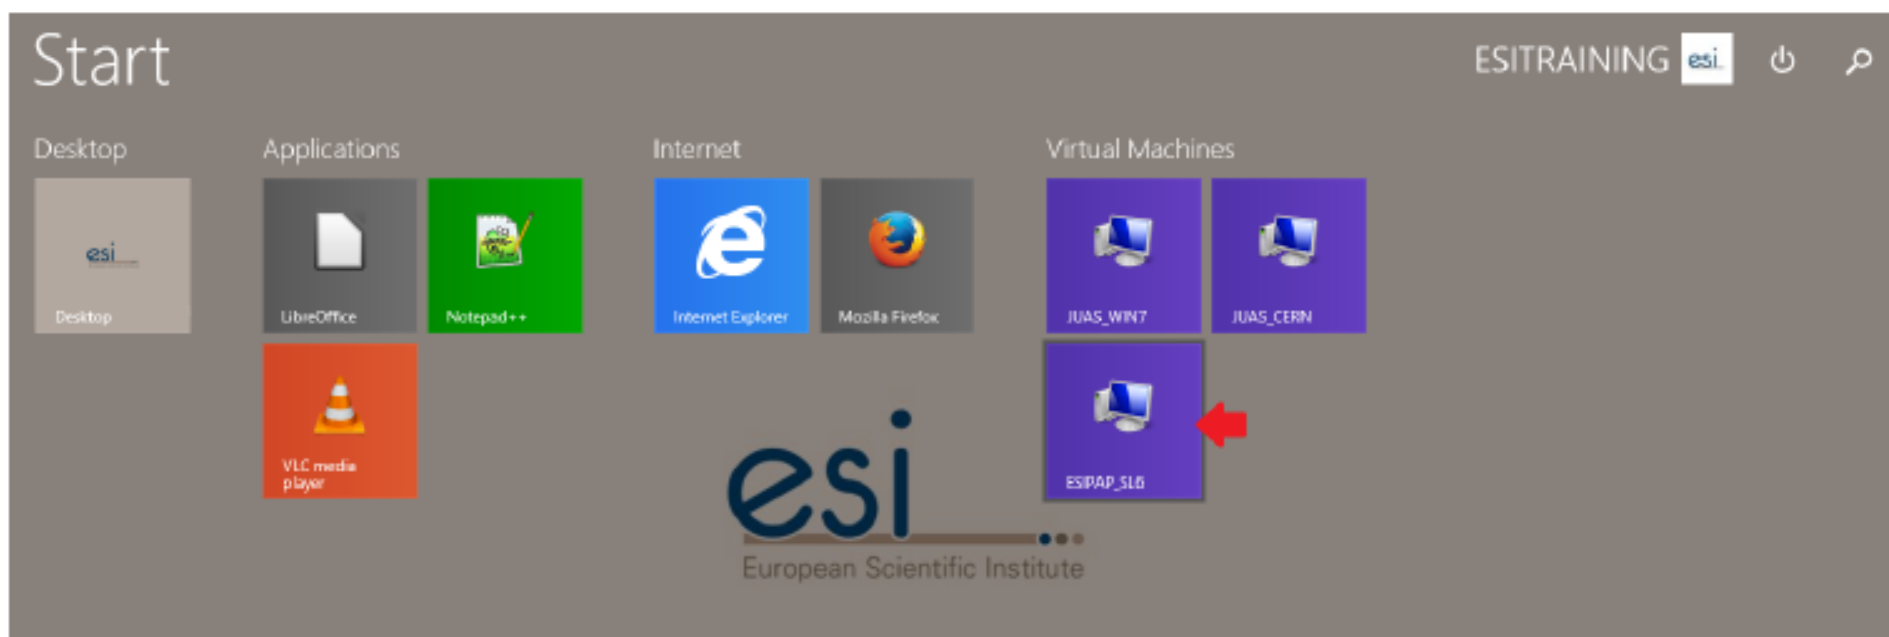 Start
ESITRAINING esi
Desktop
Applications
Internet
Virtual Machines
esi
Desktop
LibreOffice
Notepad++
Internet Explorer
Mozilla Firefox
JUAS_WIN7
JUAS_CERN
VLC media
player
ESIPAP_SL6
esi
European Scientific Institute